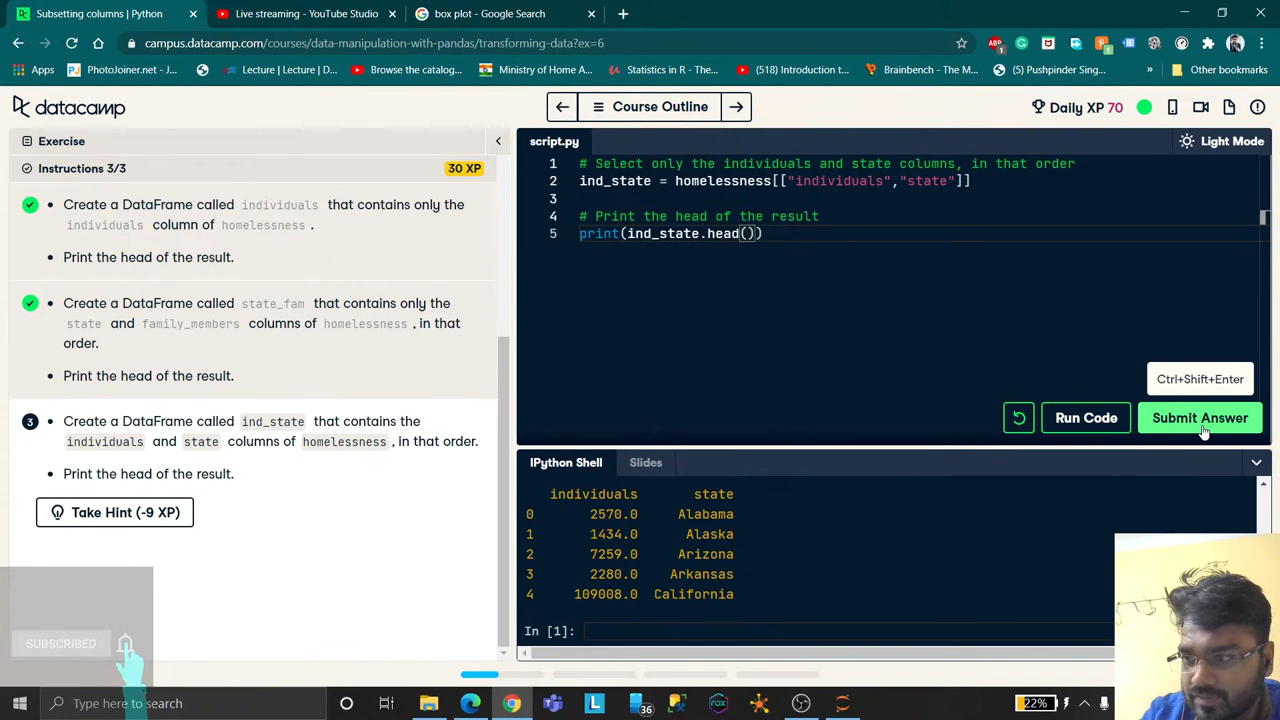 Subsetting columns | Python
Live streaming - YouTube Studio
box plot - Google Search
campus.datacamp.com/courses/data-manipulation-with-pandas/transforming-data?ex=6
Apps
PhotoJoiner.net - J...
Lecture | Lecture | D...
Browse the catalog...
Ministry of Home A...
Statistics in R - The...
(518) Introduction t...
Brainbench - The M...
(5) Pushpinder Sing...
»
Other bookmarks
datacamp
Course Outline
Daily XP 70
Exercise
Instructions 3/3
30 XP
• Create a DataFrame called individuals that contains only the
individuals column of homelessness .
• Print the head of the result.
• Create a DataFrame called state_fam that contains only the
state and family_members columns of homelessness , in that
order.
• Print the head of the result.
3 • Create a DataFrame called ind_state that contains the
individuals and state columns of homelessness , in that order.
• Print the head of the result.
Take Hint (-9 XP)
SUBSCRIBED
script.py
Light Mode
1 # Select only the individuals and state columns, in that order
2 ind_state = homelessness[["individuals","state"]]
3
4 # Print the head of the result
5 print(ind_state.head())
Ctrl+Shift+Enter
Run Code
Submit Answer
IPython Shell
Slides
individuals state
0 2570.0 Alabama
1 1434.0 Alaska
2 7259.0 Arizona
3 2280.0 Arkansas
4 109008.0 California
In [1]:
Type here to search
36
22%